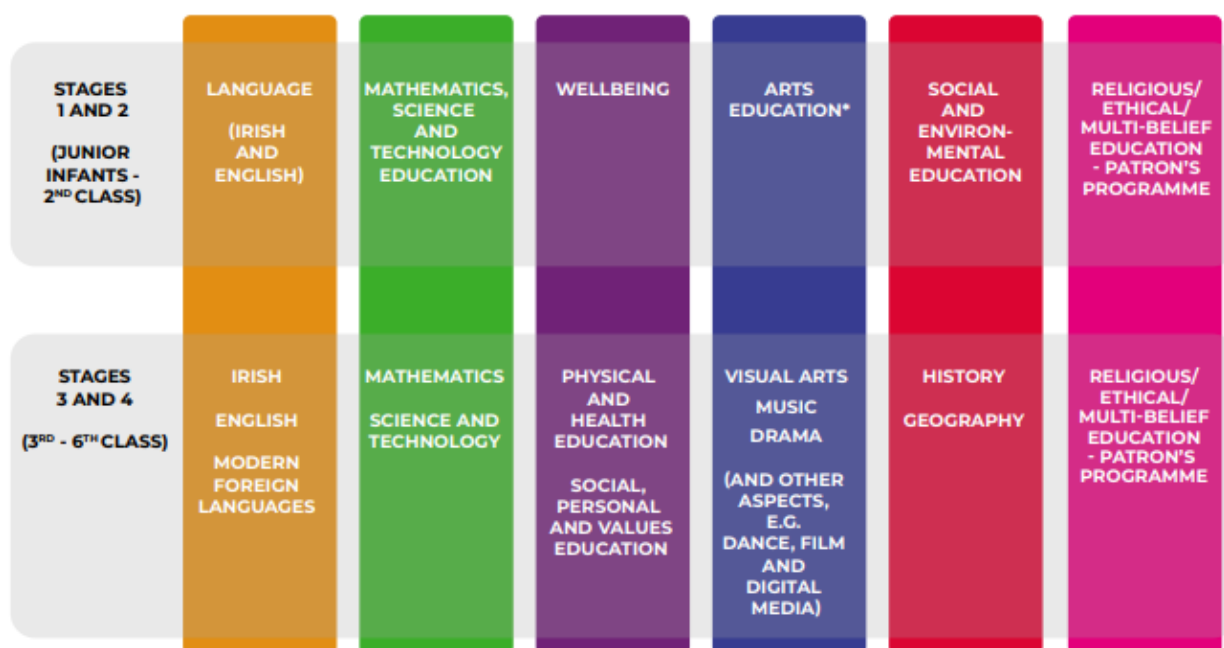 STAGES
1 AND 2
(JUNIOR
INFANTS -
2ND CLASS)
LANGUAGE
(IRISH
AND
ENGLISH)
MATHEMATICS,
SCIENCE
AND
TECHNOLOGY
EDUCATION
WELLBEING
ARTS
EDUCATION*
SOCIAL
AND
ENVIRON-
MENTAL
EDUCATION
RELIGIOUS/
ETHICAL/
MULTI-BELIEF
EDUCATION
- PATRON'S
PROGRAMME
STAGES
3 AND 4
(3RD - 6TH CLASS)
IRISH
ENGLISH
MODERN
FOREIGN
LANGUAGES
MATHEMATICS
SCIENCE AND
TECHNOLOGY
PHYSICAL
AND
HEALTH
EDUCATION
SOCIAL,
PERSONAL
AND VALUES
EDUCATION
VISUAL ARTS
MUSIC
DRAMA
(AND OTHER
ASPECTS,
E.G.
DANCE, FILM
AND
DIGITAL
MEDIA)
HISTORY
GEOGRAPHY
RELIGIOUS/
ETHICAL/
MULTI-BELIEF
EDUCATION
- PATRON'S
PROGRAMME